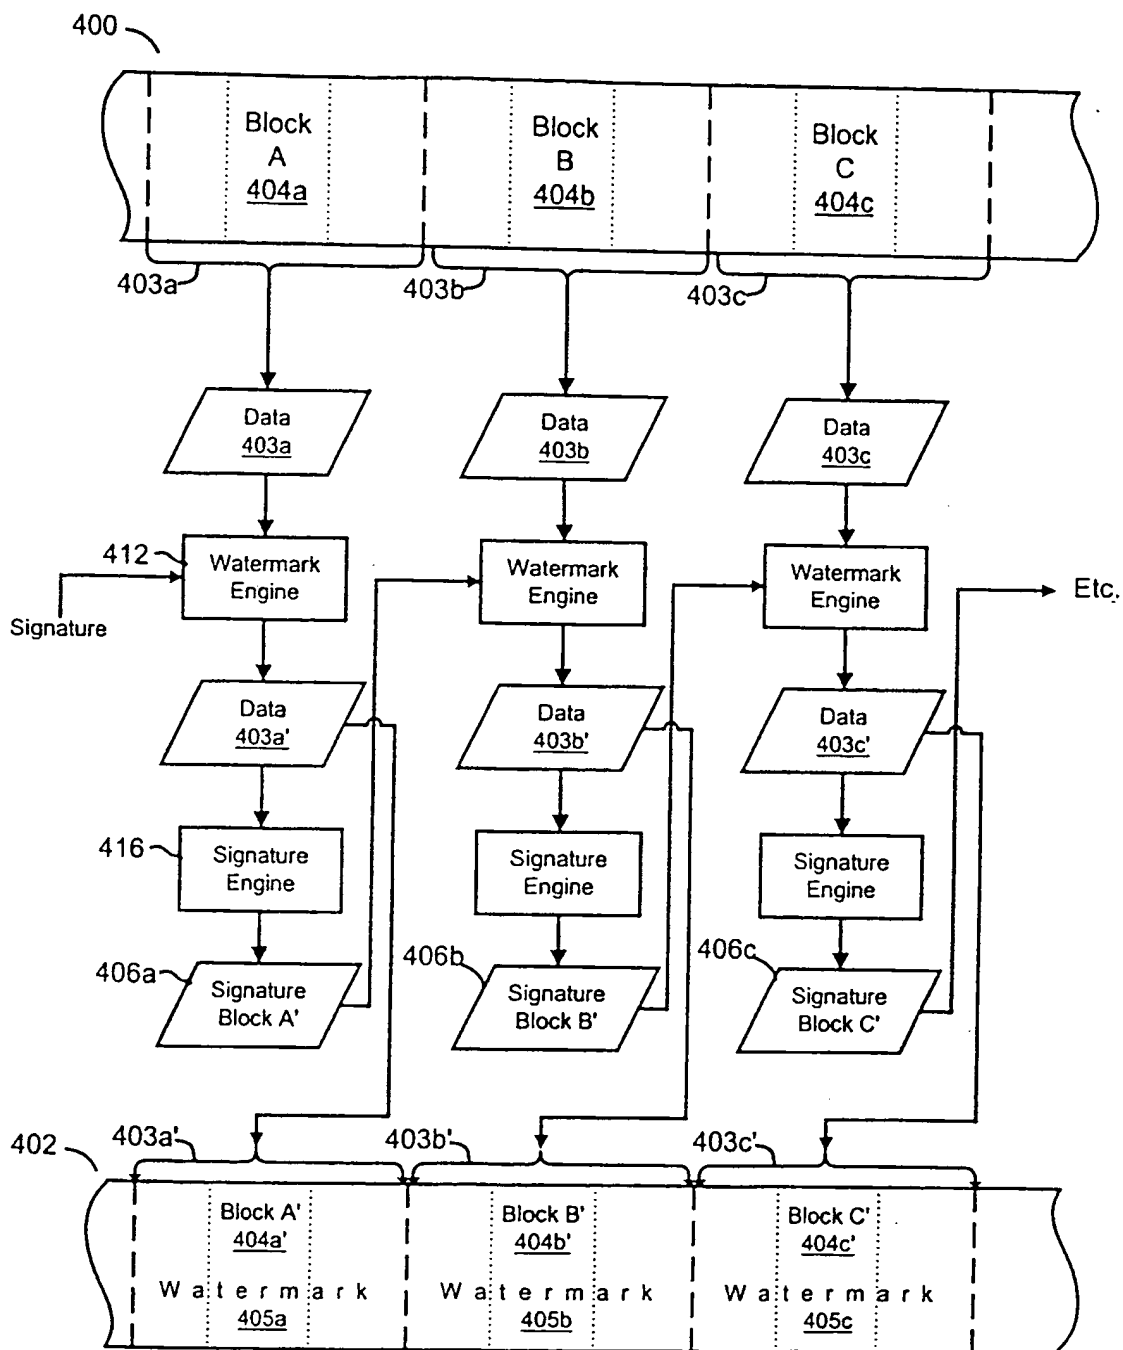 400
Block
A
404a
Block
B
404b
Block
C
404c
403a
403b
403c
Data
403a
Data
403b
Data
403c
412
Watermark
Engine
Watermark
Engine
Watermark
Engine
Etc.
Signature
Data
403a'
Data
403b'
Data
403c'
416
Signature
Engine
Signature
Engine
Signature
Engine
406a
Signature
Block A'
406b
Signature
Block B'
406c
Signature
Block C'
402
403a'
403b'
403c'
Block A'
404a'
Block B'
404b'
Block C'
404c'
Watermark
405a
Watermark
405b
Watermark
405c